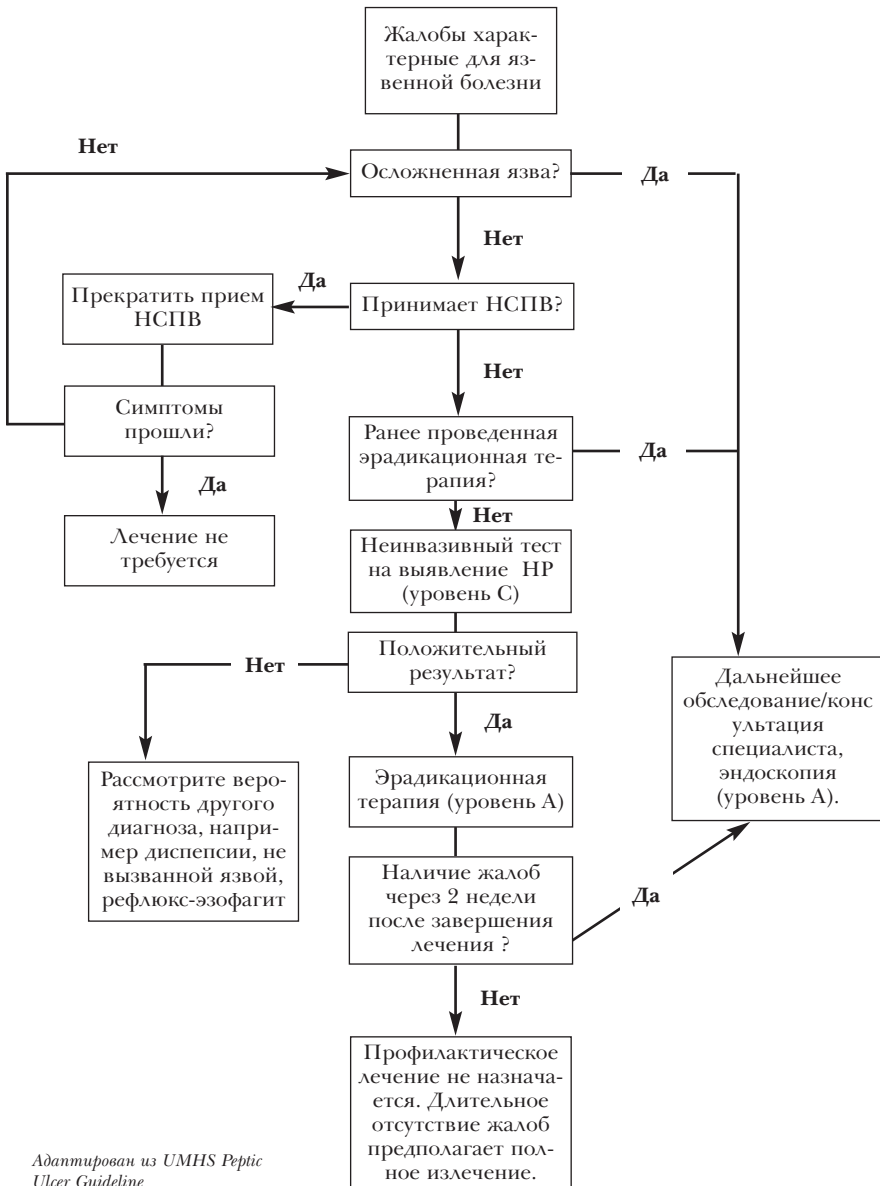 Жалобы харак-
терные для яз-
венной болезни
Нет
Осложненная язва?
Да
Нет
Прекратить прием
НСПВ
Да
Принимает НСПВ?
Нет
Симптомы
прошли?
Ранее проведенная
эрадикационная те-
рапия?
Да
Да
Нет
Лечение не
требуется
Неинвазивный тест
на выявление HP
(уровень С)
Положительный
результат?
Нет
Да
Дальнейшее
обследование/конс
ультация
специалиста,
эндоскопия
(уровень А).
Рассмотрите веро-
ятность другого
диагноза, напри-
мер диспепсии, не
вызванной язвой,
рефлюкс-эзофагит
Эрадикационная
терапия (уровень А)
Наличие жалоб
через 2 недели
после завершения
лечения ?
Да
Нет
Профилактическое
лечение не назнача-
ется. Длительное
отсутствие жалоб
предполагает пол-
ное излечение.
Адаптирован из UMHS Peptic
Ulcer Guideline